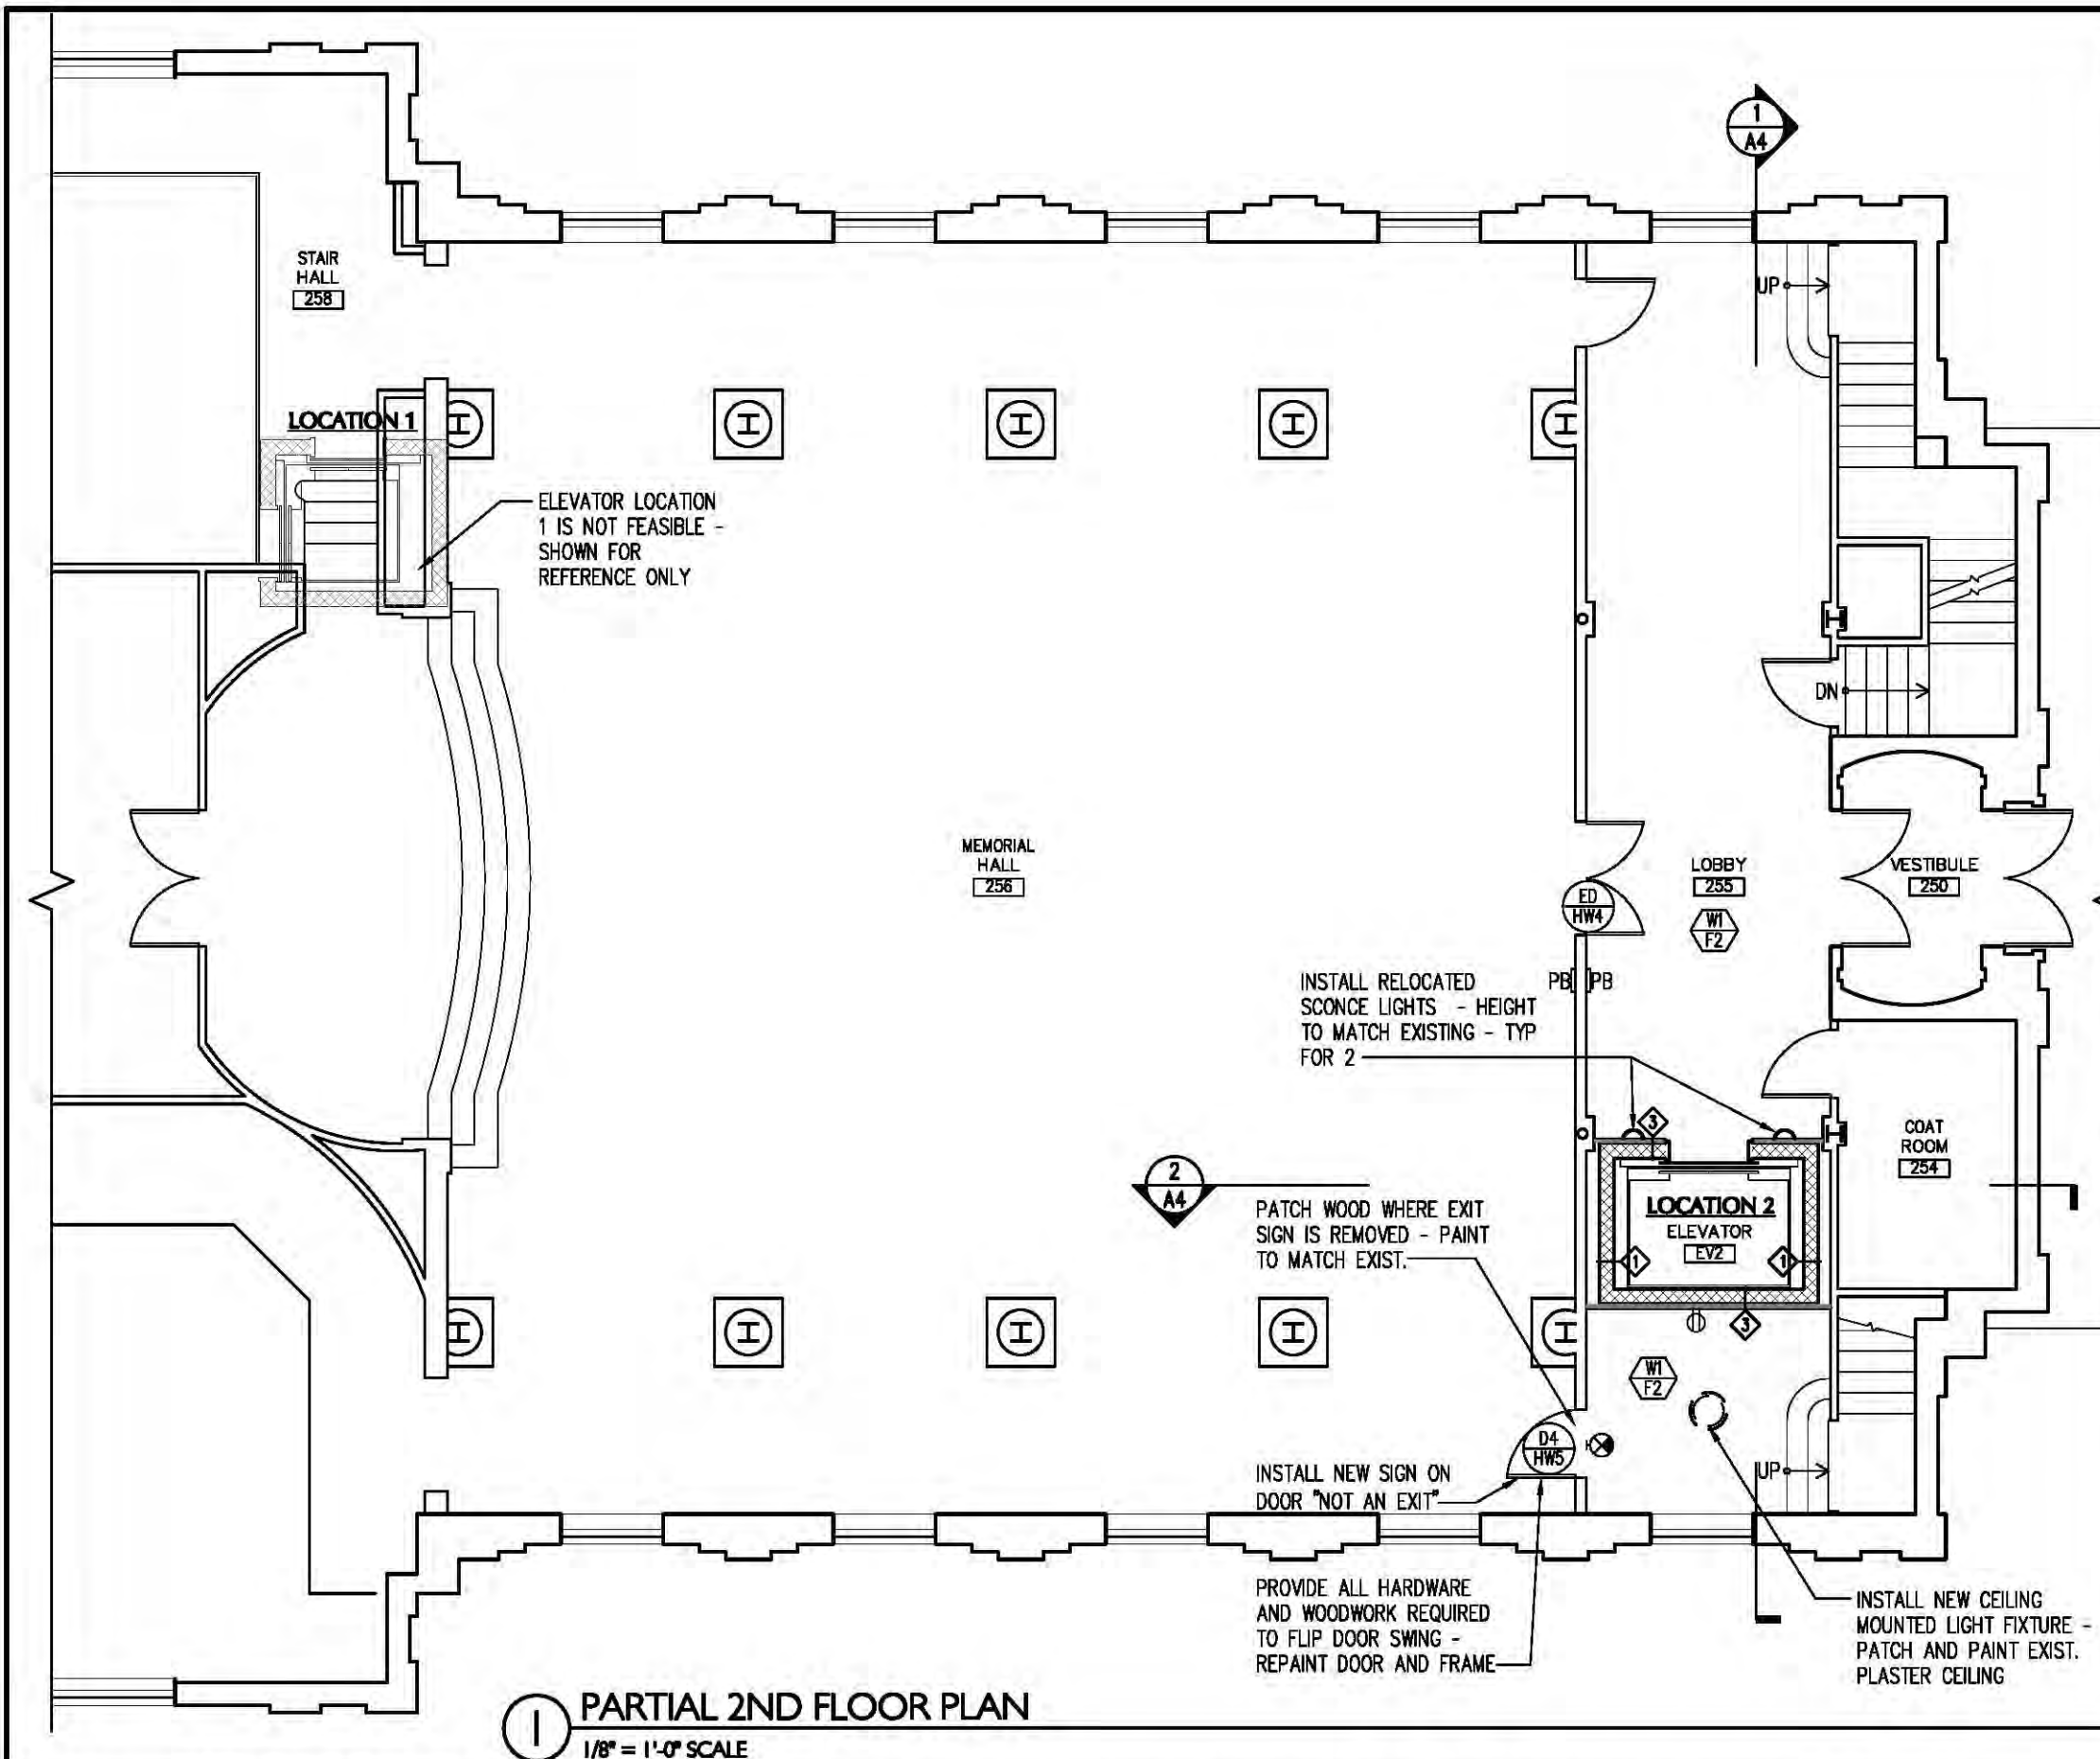 1
A4
STAIR
HALL
258
UP
LOCATION 1
ELEVATOR LOCATION
1 IS NOT FEASIBLE -
SHOWN FOR
REFERENCE ONLY
DN
MEMORIAL
HALL
256
LOBBY
255
VESTIBULE
250
ED
HW4
W1
F2
INSTALL RELOCATED
SCONCE LIGHTS - HEIGHT
TO MATCH EXISTING - TYP
FOR 2
PB PB
3
COAT
ROOM
254
2
A4
PATCH WOOD WHERE EXIT
SIGN IS REMOVED - PAINT
TO MATCH EXIST.
LOCATION 2
ELEVATOR
EV2
1
1
3
W1
F2
D4
HW5
INSTALL NEW SIGN ON
DOOR "NOT AN EXIT"
UP
PROVIDE ALL HARDWARE
AND WOODWORK REQUIRED
TO FLIP DOOR SWING -
REPAINT DOOR AND FRAME
INSTALL NEW CEILING
MOUNTED LIGHT FIXTURE -
PATCH AND PAINT EXIST.
PLASTER CEILING
1 PARTIAL 2ND FLOOR PLAN
1/8" = 1'-0" SCALE